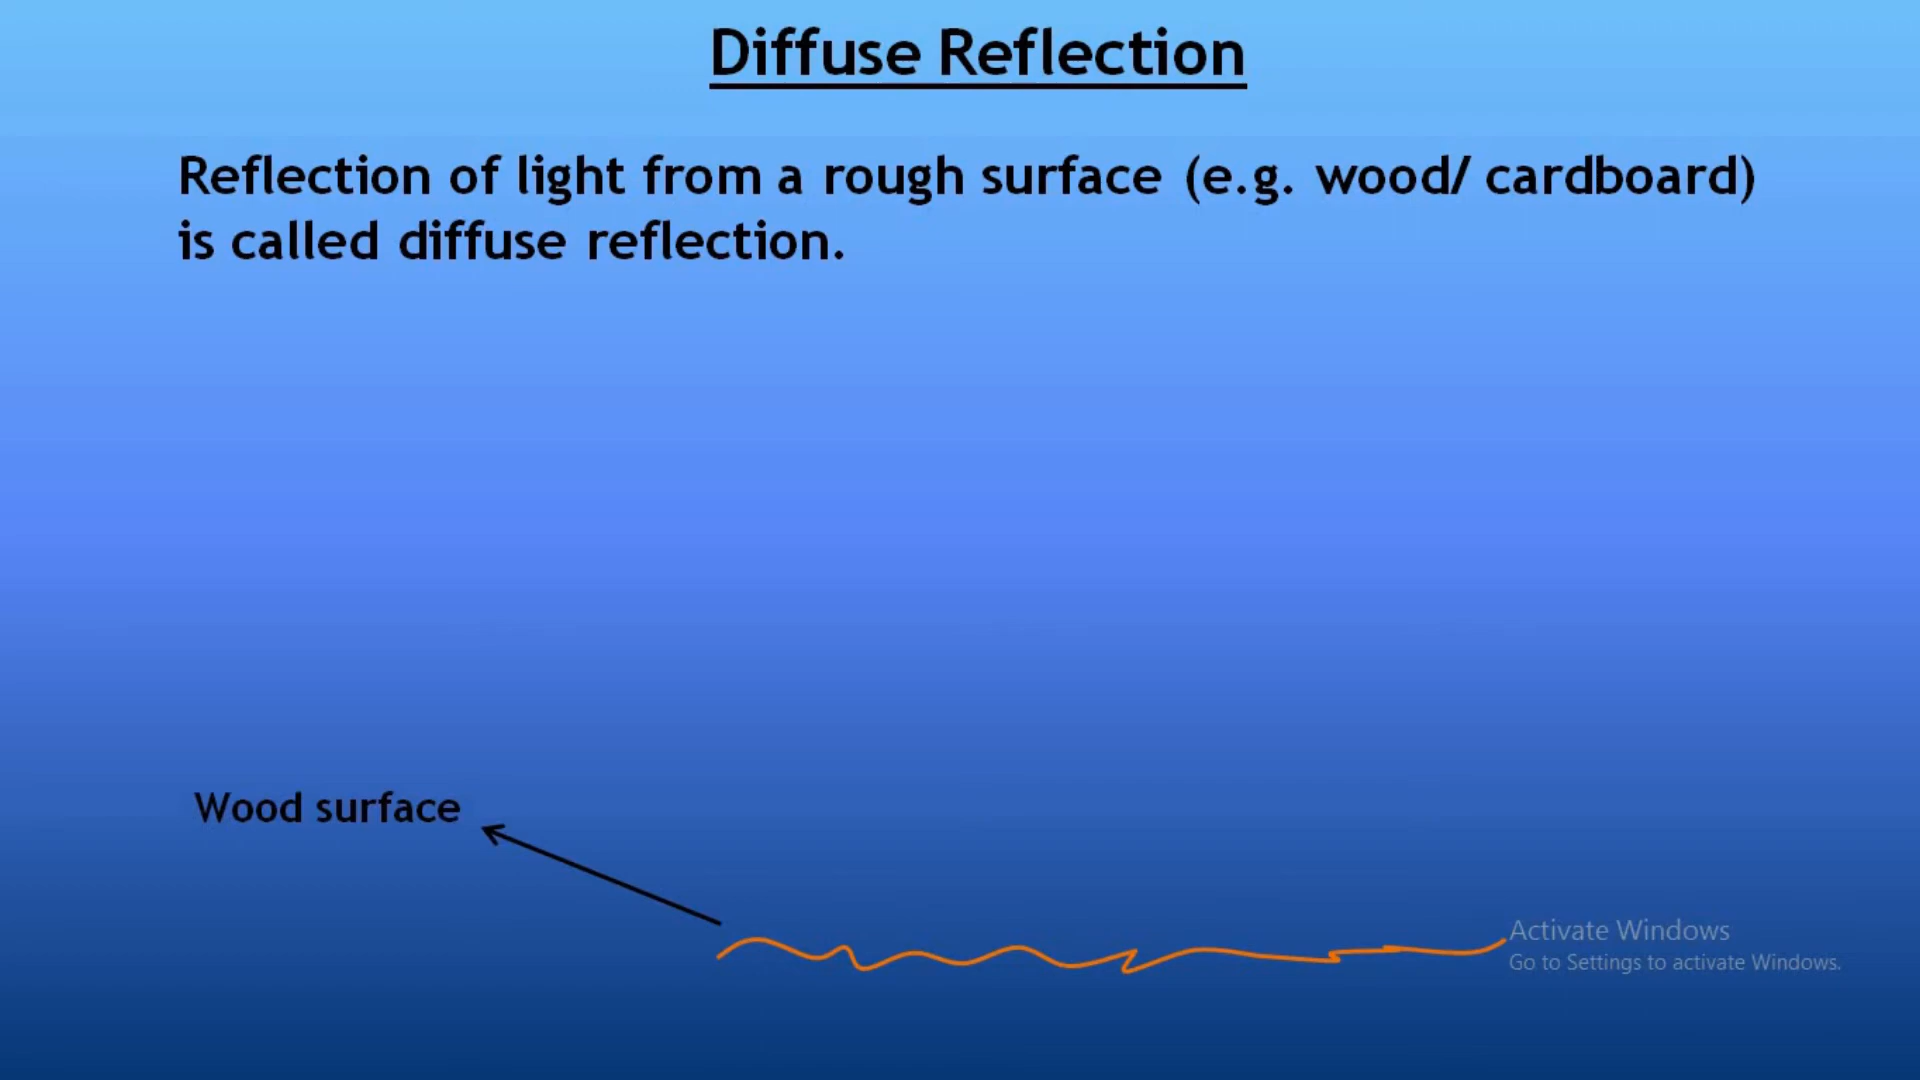 Diffuse Reflection
Reflection of light from a rough surface (e.g. wood/ cardboard)
is called diffuse reflection.
Wood surface
Activate Windows
Go to Settings to activate Windows.